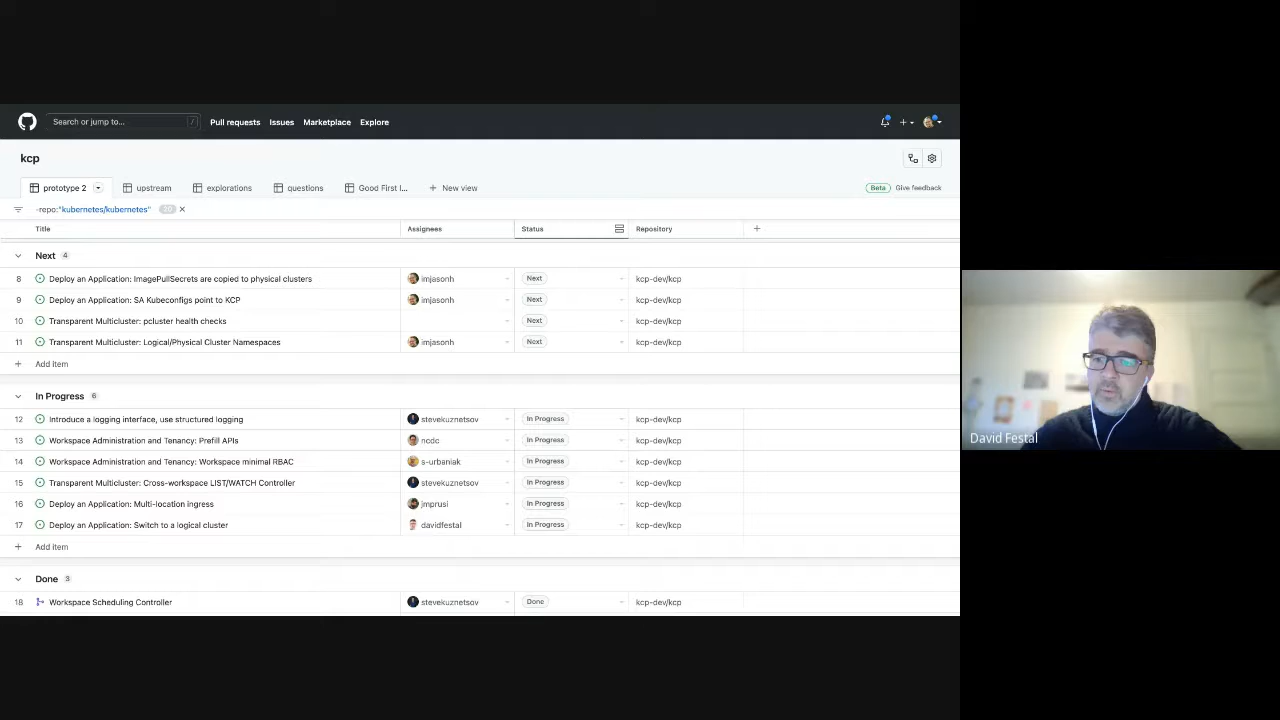 Search or jump to... / Pull requests Issues Marketplace Explore
kcp
prototype 2 upstream explorations questions Good First I... New view Beta Give feedback
-repo:"kubernetes/kubernetes" 20
Title Assignees Status Repository
Next 4
8 Deploy an Application: ImagePullSecrets are copied to physical clusters imjasonh Next kcp-dev/kcp
9 Deploy an Application: SA Kubeconfigs point to KCP imjasonh Next kcp-dev/kcp
10 Transparent Multicluster: pcluster health checks Next kcp-dev/kcp
11 Transparent Multicluster: Logical/Physical Cluster Namespaces imjasonh Next kcp-dev/kcp
Add item
In Progress 6
12 Introduce a logging interface, use structured logging stevekuznetsov In Progress kcp-dev/kcp
13 Workspace Administration and Tenancy: Prefill APIs ncdc In Progress kcp-dev/kcp
14 Workspace Administration and Tenancy: Workspace minimal RBAC s-urbaniak In Progress kcp-dev/kcp
15 Transparent Multicluster: Cross-workspace LIST/WATCH Controller stevekuznetsov In Progress kcp-dev/kcp
16 Deploy an Application: Multi-location ingress jmprusi In Progress kcp-dev/kcp
17 Deploy an Application: Switch to a logical cluster davidfestal In Progress kcp-dev/kcp
Add item
Done 3
18 Workspace Scheduling Controller stevekuznetsov Done kcp-dev/kcp
David Festal